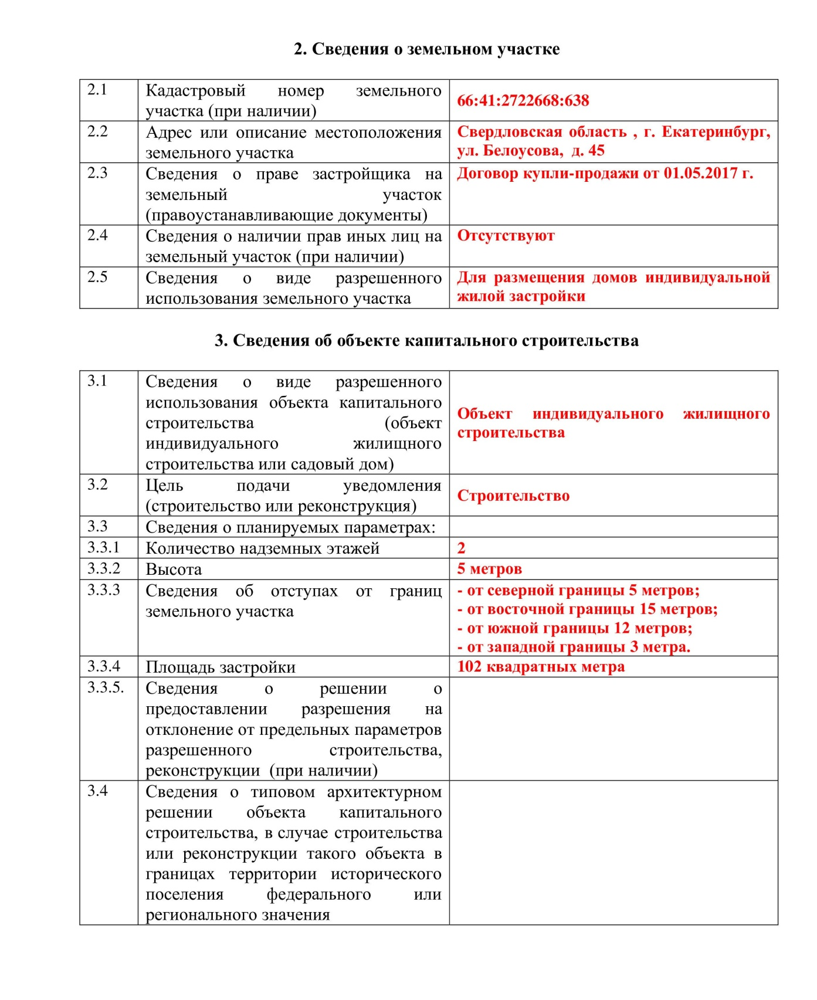 2. Сведения о земельном участке
2.1
Кадастровый номер земельного
участка (при наличии)
66:41:2722668:638
2.2
Адрес или описание местоположения
земельного участка
Свердловская область , г. Екатеринбург,
ул. Белоусова, д. 45
2.3
Сведения о праве застройщика на
земельный участок
(правоустанавливающие документы)
Договор купли-продажи от 01.05.2017 г.
2.4
Сведения о наличии прав иных лиц на
земельный участок (при наличии)
Отсутствуют
2.5
Сведения о виде разрешенного
использования земельного участка
Для размещения домов индивидуальной
жилой застройки
3. Сведения об объекте капитального строительства
3.1
Сведения о виде разрешенного
использования объекта капитального
строительства (объект
индивидуального жилищного
строительства или садовый дом)
Объект индивидуального жилищного
строительства
3.2
Цель подачи уведомления
(строительство или реконструкция)
Строительство
3.3
Сведения о планируемых параметрах:
3.3.1
Количество надземных этажей
2
3.3.2
Высота
5 метров
3.3.3
Сведения об отступах от границ
земельного участка
- от северной границы 5 метров;
- от восточной границы 15 метров;
- от южной границы 12 метров;
- от западной границы 3 метра.
3.3.4
Площадь застройки
102 квадратных метра
3.3.5.
Сведения о решении о
предоставлении разрешения на
отклонение от предельных параметров
разрешенного строительства,
реконструкции (при наличии)
3.4
Сведения о типовом архитектурном
решении объекта капитального
строительства, в случае строительства
или реконструкции такого объекта в
границах территории исторического
поселения федерального или
регионального значения